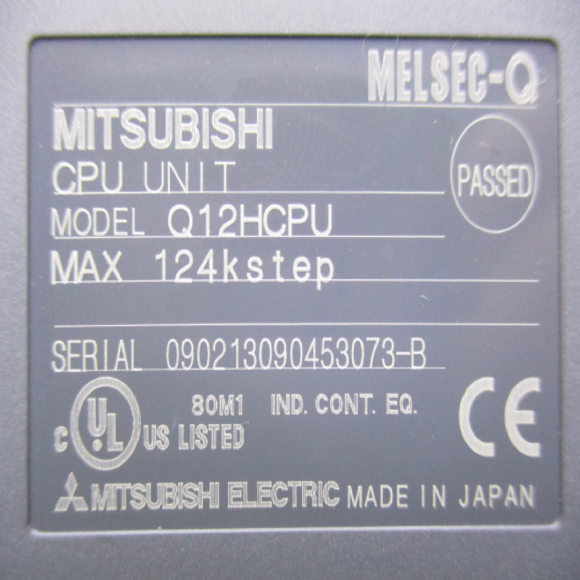 MELSEC-Q
MITSUBISHI
CPU UNIT
PASSED
MODEL Q12HCPU
MAX 124kstep
SERIAL 090213090453073-B
80M1 IND. CONT. EQ.
C UL US LISTED
CE
MITSUBISHI ELECTRIC MADE IN JAPAN